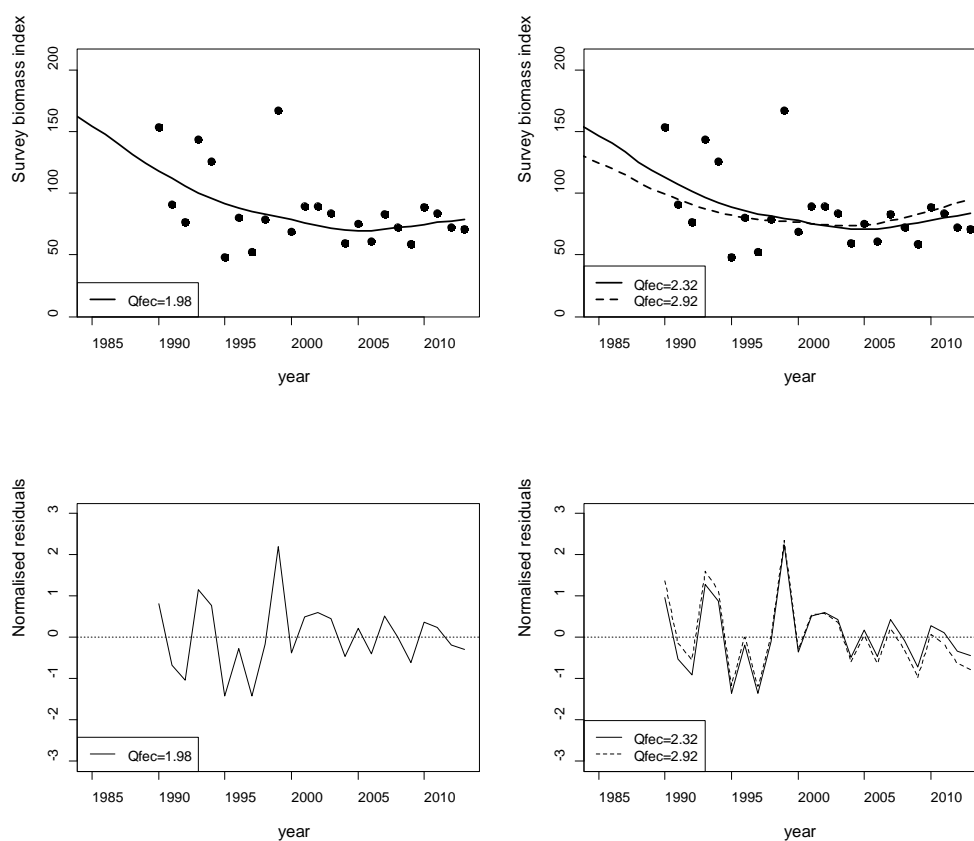 Survey biomass index
200
150
100
50
0
Qfec=1.98
1985 1990 1995 2000 2005 2010
year
Survey biomass index
200
150
100
50
0
Qfec=2.32
Qfec=2.92
1985 1990 1995 2000 2005 2010
year
Normalised residuals
3
2
1
0
-1
-2
-3
Qfec=1.98
1985 1990 1995 2000 2005 2010
year
Normalised residuals
3
2
1
0
-1
-2
-3
Qfec=2.32
Qfec=2.92
1985 1990 1995 2000 2005 2010
year